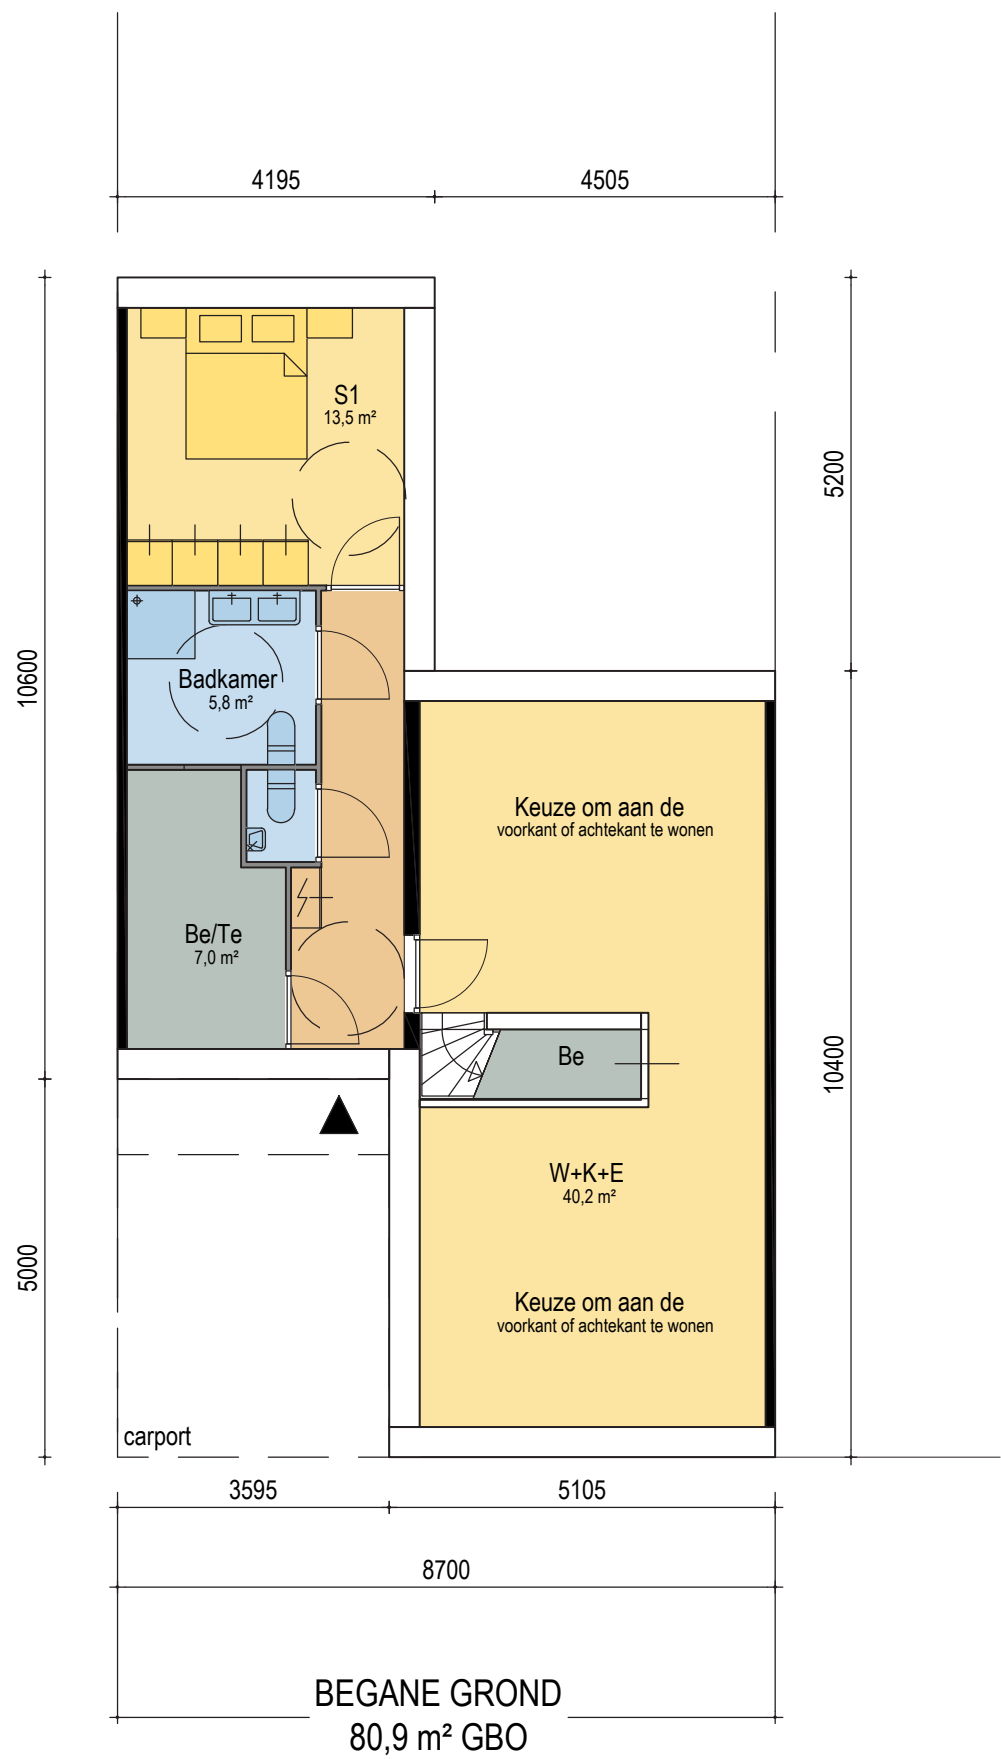 4195
4505
S1
13,5 m²
5200
10600
Badkamer
5,8 m²
Keuze om aan de
voorkant of achtekant te wonen
Be/Te
7,0 m²
Be
10400
W+K+E
40,2 m²
5000
Keuze om aan de
voorkant of achtekant te wonen
carport
3595
5105
8700
BEGANE GROND
80,9 m² GBO